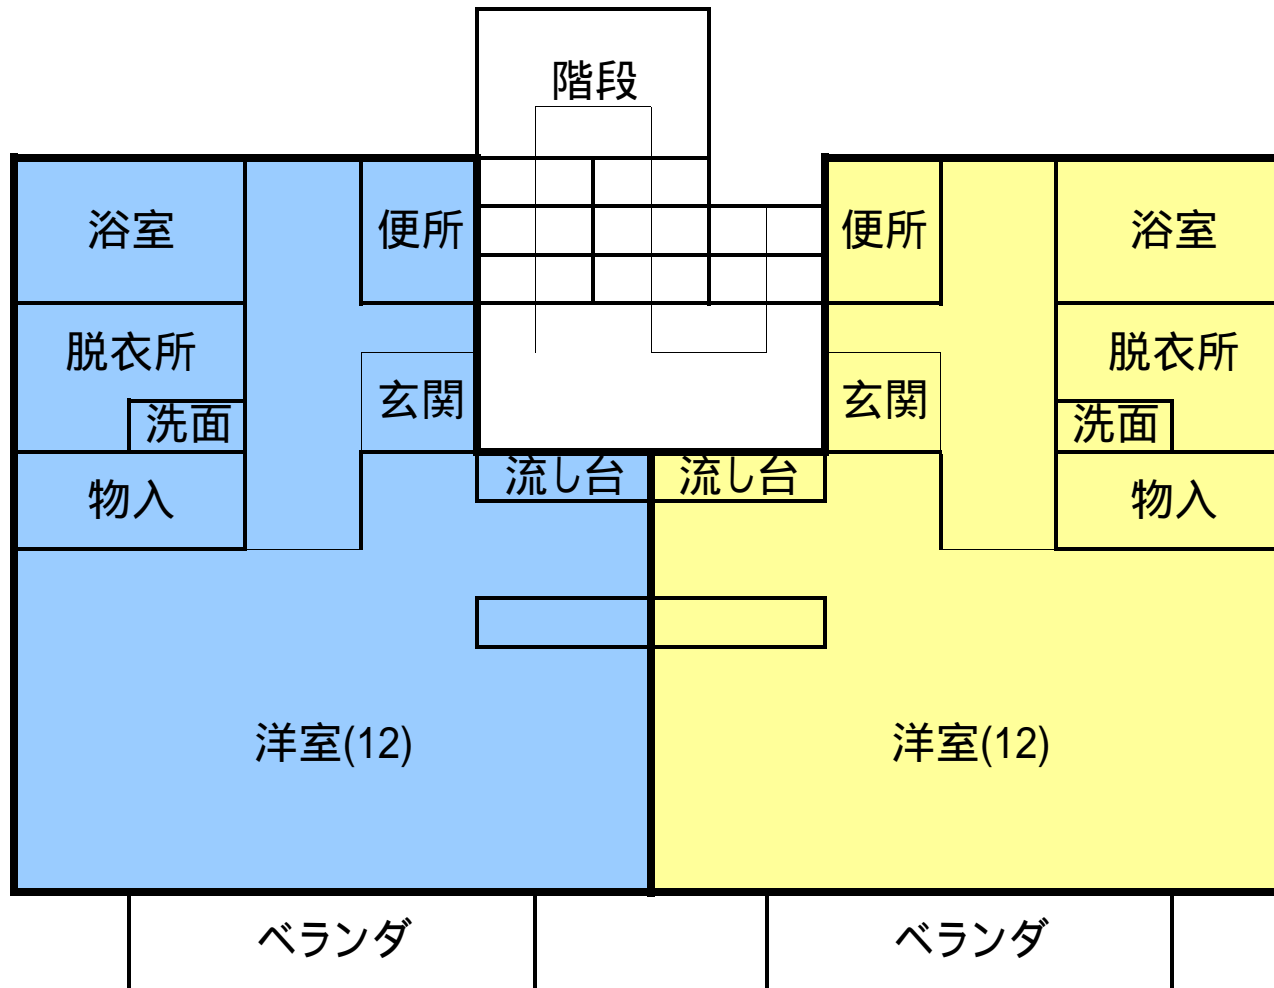 階段
浴室
便所
便所
浴室
脱衣所
脱衣所
玄関
玄関
洗面
洗面
流し台
流し台
物入
物入
洋室(12)
洋室(12)
ベランダ
ベランダ